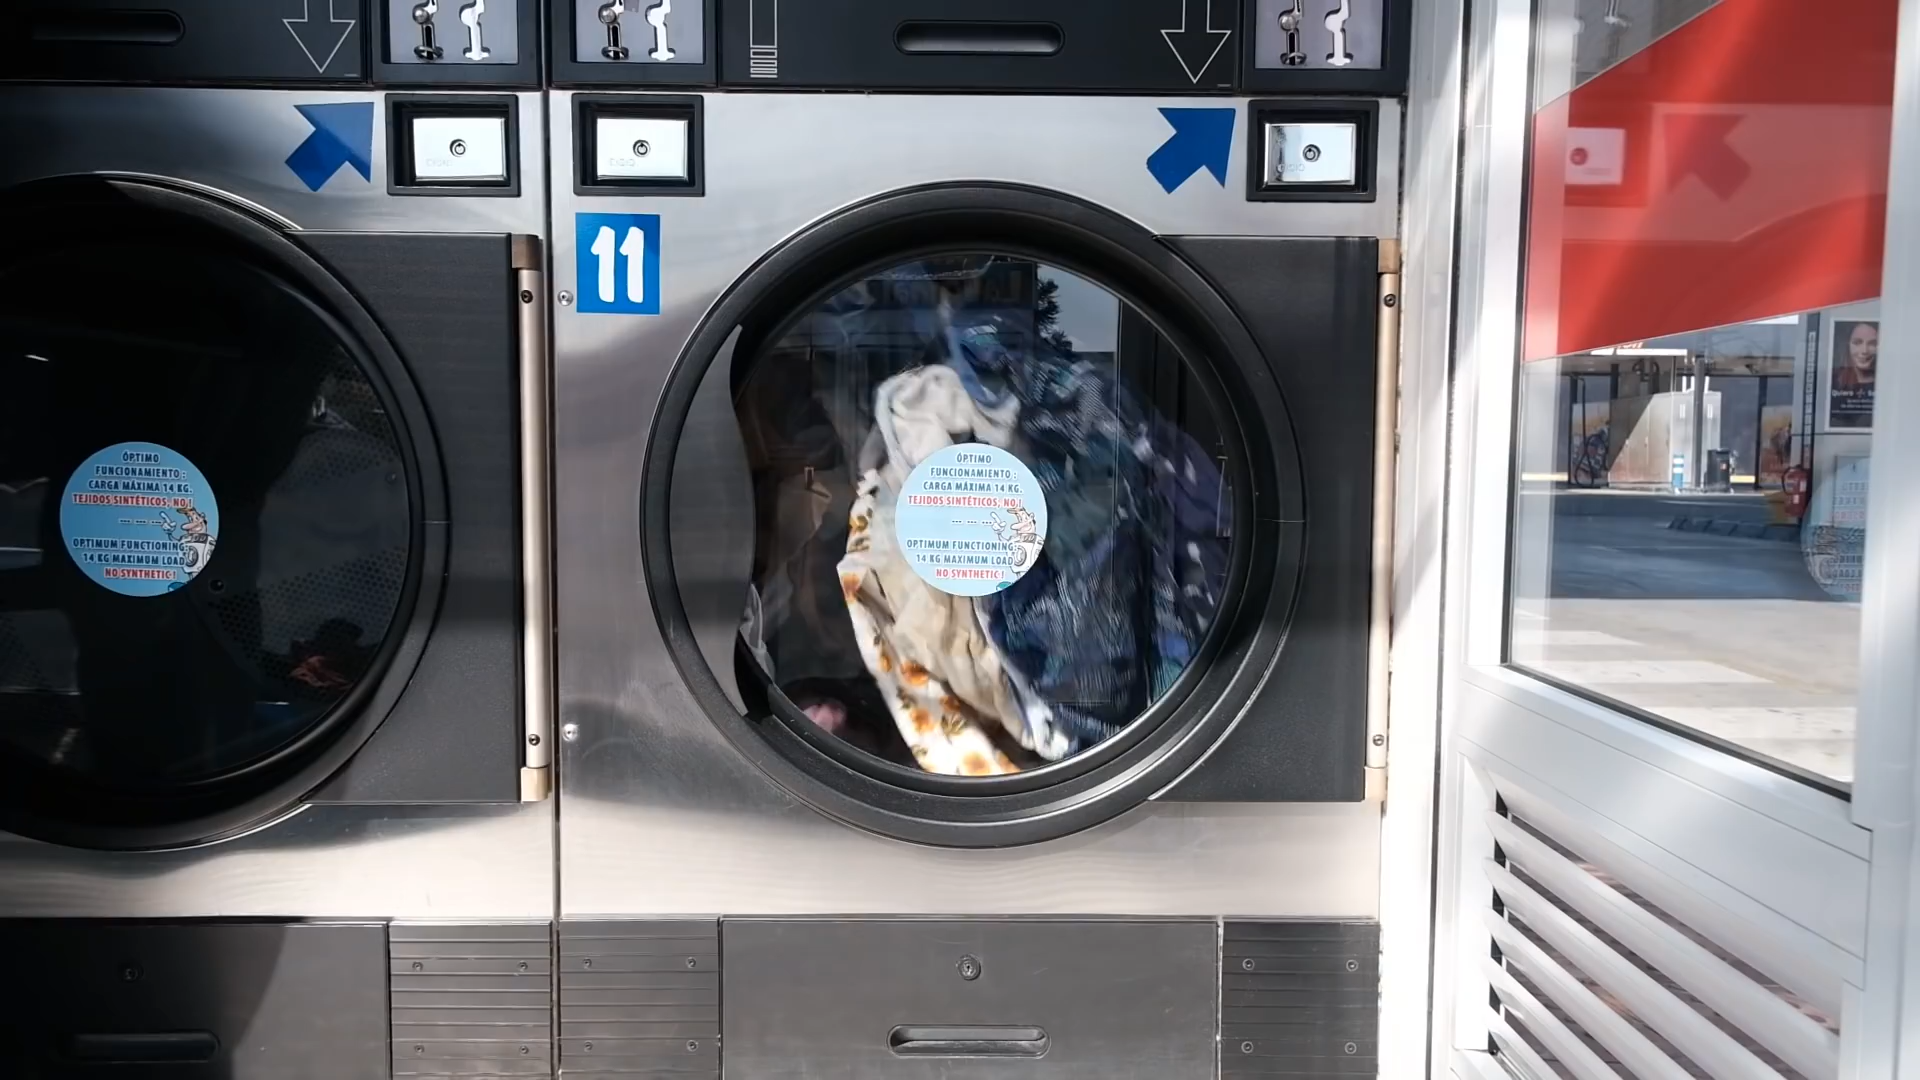 11
ÓPTIMO
FUNCIONAMIENTO :
CARGA MÁXIMA 14 KG.
TEJIDOS SINTÉTICOS, NO !
--- --- ---
OPTIMUM FUNCTIONING:
14 KG MAXIMUM LOAD
NO SYNTHETIC !
ÓPTIMO
FUNCIONAMIENTO :
CARGA MÁXIMA 14 KG.
TEJIDOS SINTÉTICOS, NO !
--- --- ---
OPTIMUM FUNCTIONING:
14 KG MAXIMUM LOAD
NO SYNTHETIC !